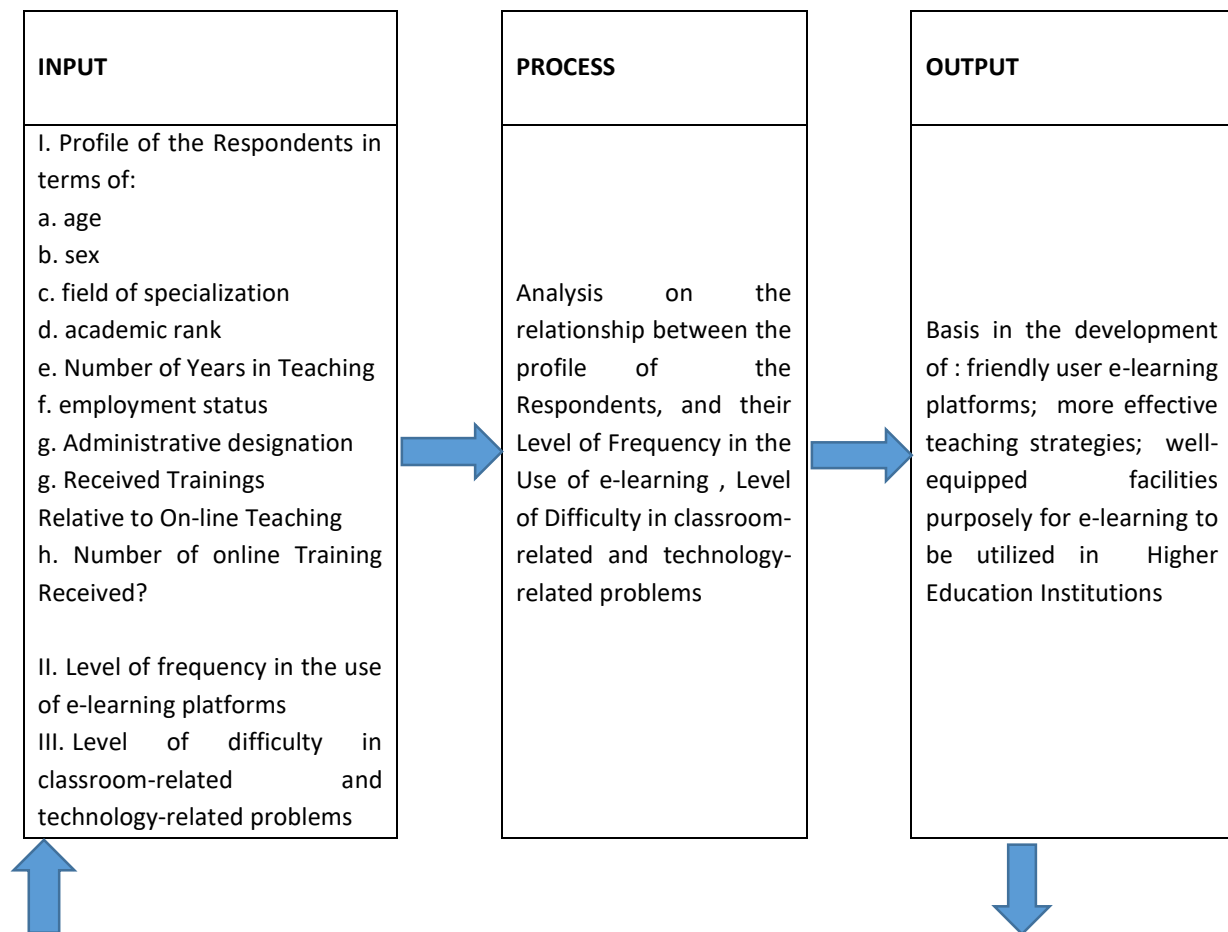 INPUT
I. Profile of the Respondents in
terms of:
a. age
b. sex
c. field of specialization
d. academic rank
e. Number of Years in Teaching
f. employment status
g. Administrative designation
g. Received Trainings
Relative to On-line Teaching
h. Number of online Training
Received?
II. Level of frequency in the use
of e-learning platforms
III. Level of difficulty in
classroom-related and
technology-related problems
PROCESS
Analysis on the
relationship between the
profile of the
Respondents, and their
Level of Frequency in the
Use of e-learning , Level
of Difficulty in classroom-
related and technology-
related problems
OUTPUT
Basis in the development
of : friendly user e-learning
platforms; more effective
teaching strategies; well-
equipped facilities
purposely for e-learning to
be utilized in Higher
Education Institutions